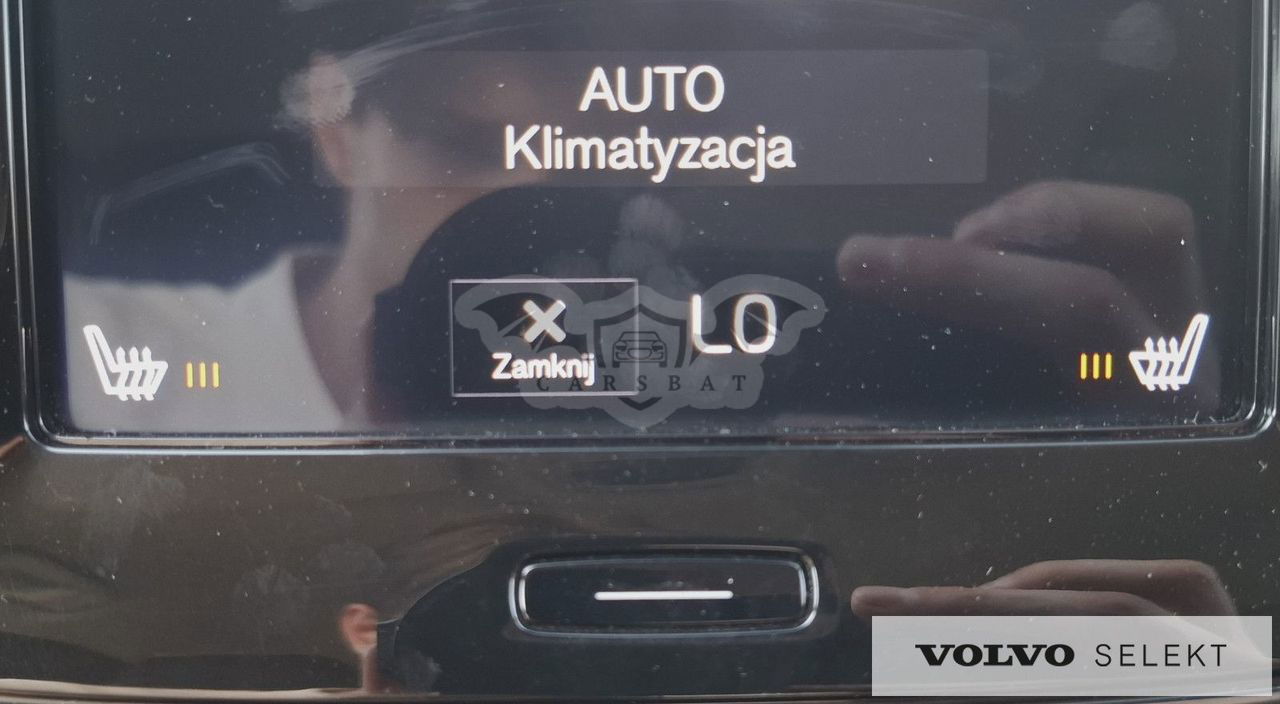 AUTO
Klimatyzacja
LO
Zamknij
CARSBAT
VOLVO SELEKT